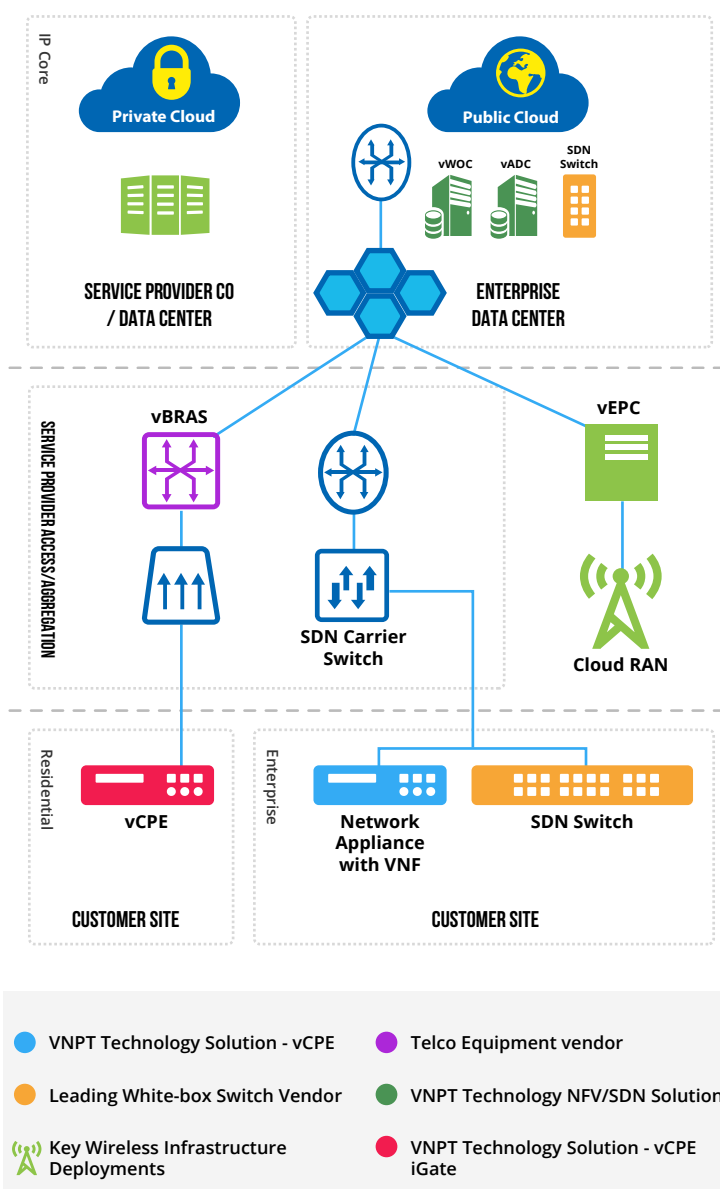 IP Core
Private Cloud
SERVICE PROVIDER CO
/ DATA CENTER
Public Cloud
vWOC
vADC
SDN
Switch
ENTERPRISE
DATA CENTER
SERVICE PROVIDER ACCESS/AGGREGATION
vBRAS
SDN Carrier
Switch
vEPC
Cloud RAN
Residential
vCPE
CUSTOMER SITE
Enterprise
Network
Appliance
with VNF
SDN Switch
CUSTOMER SITE
VNPT Technology Solution - vCPE
Telco Equipment vendor
Leading White-box Switch Vendor
VNPT Technology NFV/SDN Solution
Key Wireless Infrastructure
Deployments
VNPT Technology Solution - vCPE
iGate